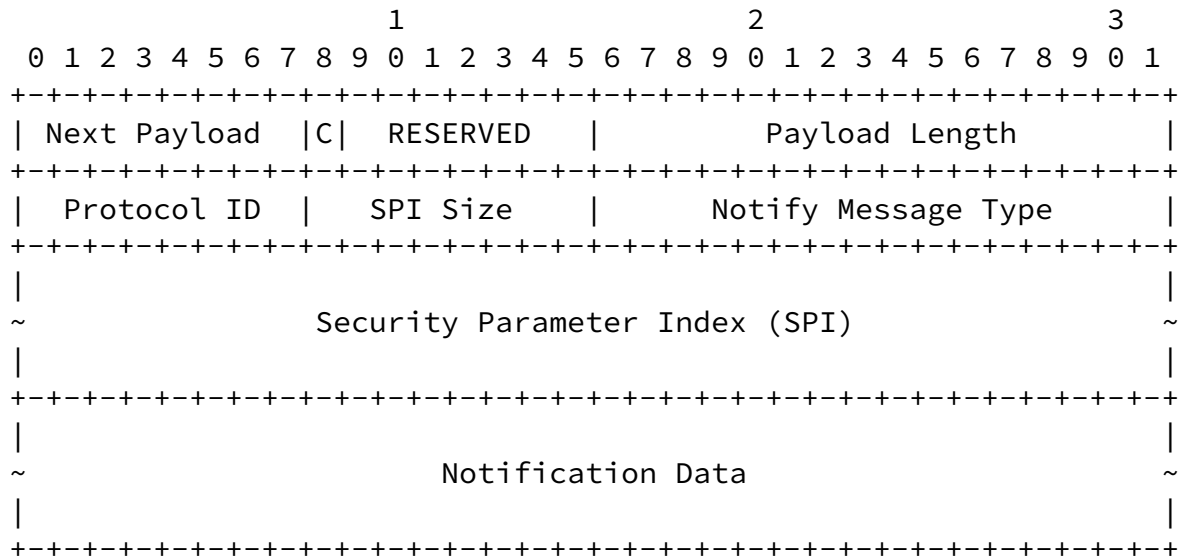 1                   2                   3
 0 1 2 3 4 5 6 7 8 9 0 1 2 3 4 5 6 7 8 9 0 1 2 3 4 5 6 7 8 9 0 1
+-+-+-+-+-+-+-+-+-+-+-+-+-+-+-+-+-+-+-+-+-+-+-+-+-+-+-+-+-+-+-+-+
| Next Payload  |C|  RESERVED   |         Payload Length        |
+-+-+-+-+-+-+-+-+-+-+-+-+-+-+-+-+-+-+-+-+-+-+-+-+-+-+-+-+-+-+-+-+
|  Protocol ID  |   SPI Size    |      Notify Message Type      |
+-+-+-+-+-+-+-+-+-+-+-+-+-+-+-+-+-+-+-+-+-+-+-+-+-+-+-+-+-+-+-+-+
|                                                               |
~                Security Parameter Index (SPI)                 ~
|                                                               |
+-+-+-+-+-+-+-+-+-+-+-+-+-+-+-+-+-+-+-+-+-+-+-+-+-+-+-+-+-+-+-+-+
|                                                               |
~                       Notification Data                       ~
|                                                               |
+-+-+-+-+-+-+-+-+-+-+-+-+-+-+-+-+-+-+-+-+-+-+-+-+-+-+-+-+-+-+-+-+